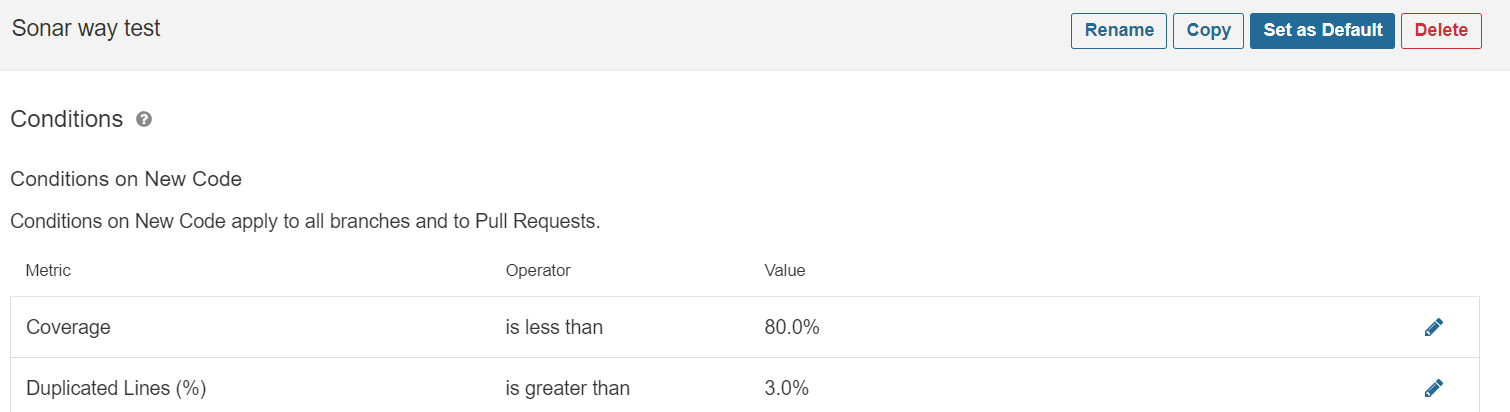 Sonar way test
Rename Copy Set as Default Delete
Conditions ?
Conditions on New Code
Conditions on New Code apply to all branches and to Pull Requests.
Metric Operator Value
Coverage is less than 80.0%
Duplicated Lines (%) is greater than 3.0%